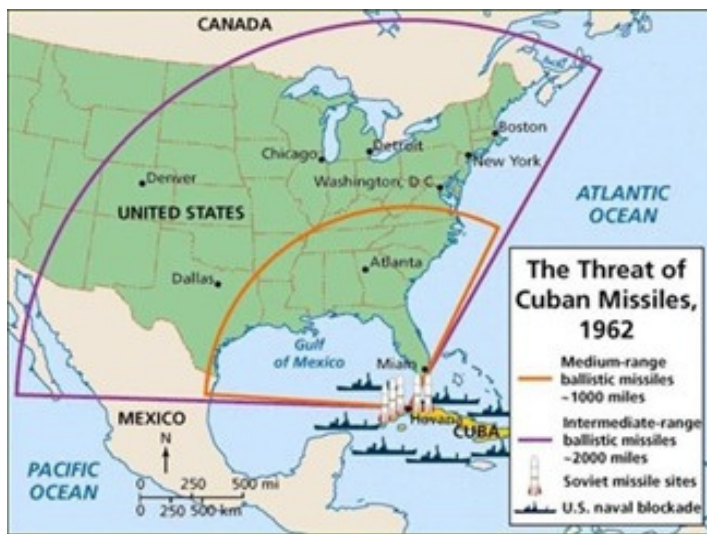 CANADA
Boston
Detroit
Chicago
New York
Denver
Washington, D.C.
UNITED STATES
ATLANTIC
OCEAN
Atlanta
Dallas
Gulf
of Mexico
Miami
Havana
CUBA
MEXICO
N
PACIFIC
OCEAN
0 250 500 mi
0 250 500 km
The Threat of
Cuban Missiles,
1962
Medium-range
ballistic missiles
~1000 miles
Intermediate-range
ballistic missiles
~2000 miles
Soviet missile sites
U.S. naval blockade